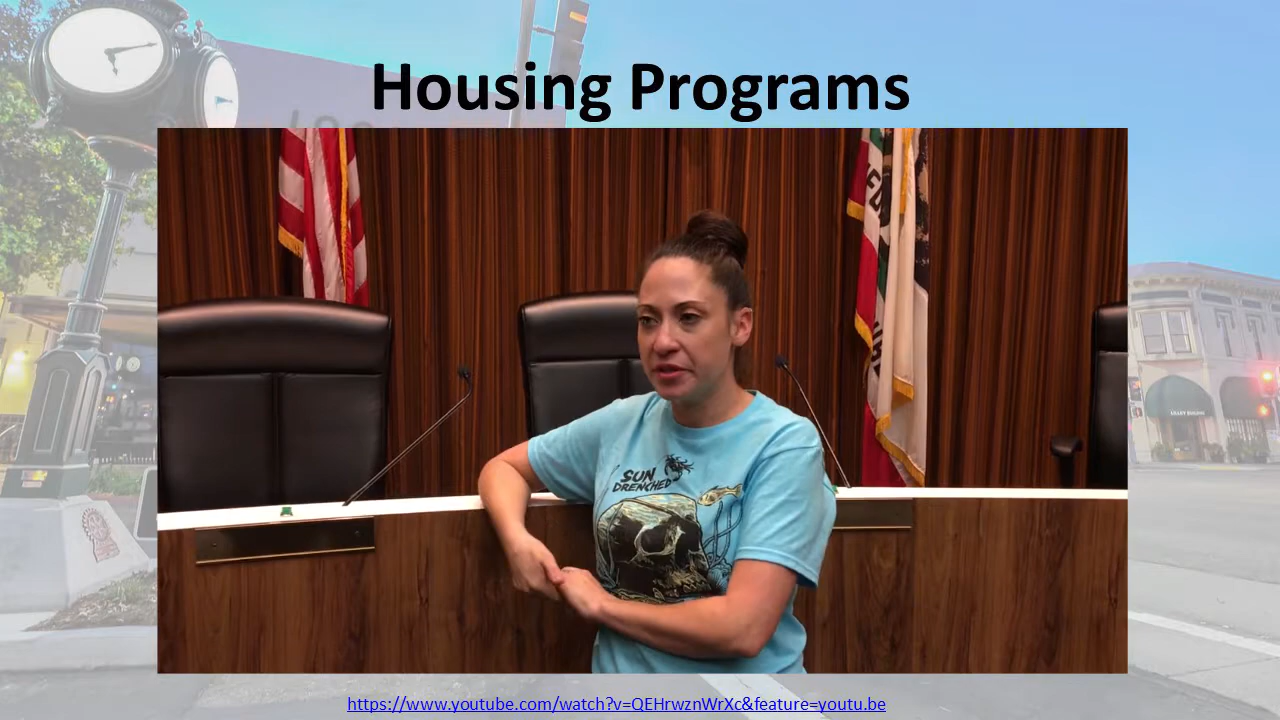 Housing Programs
SUN
DRENCHED
https://www.youtube.com/watch?v=QEHrwznWrXc&feature=youtu.be